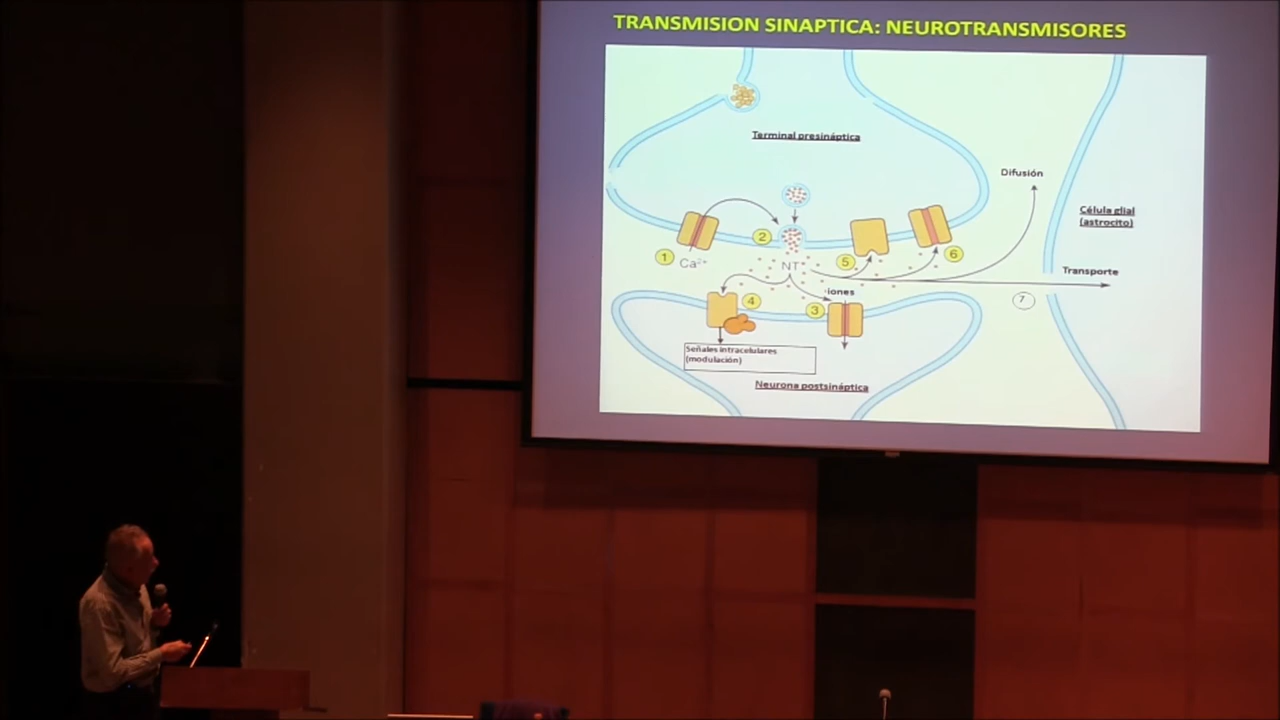 TRANSMISION SINAPTICA: NEUROTRANSMISORES
Terminal presináptica
Difusión
Célula glial
(astrocito)
2
1
Ca2+
NT
5
6
Transporte
7
iones
4
3
Señales intracelulares
(modulación)
Neurona postsináptica